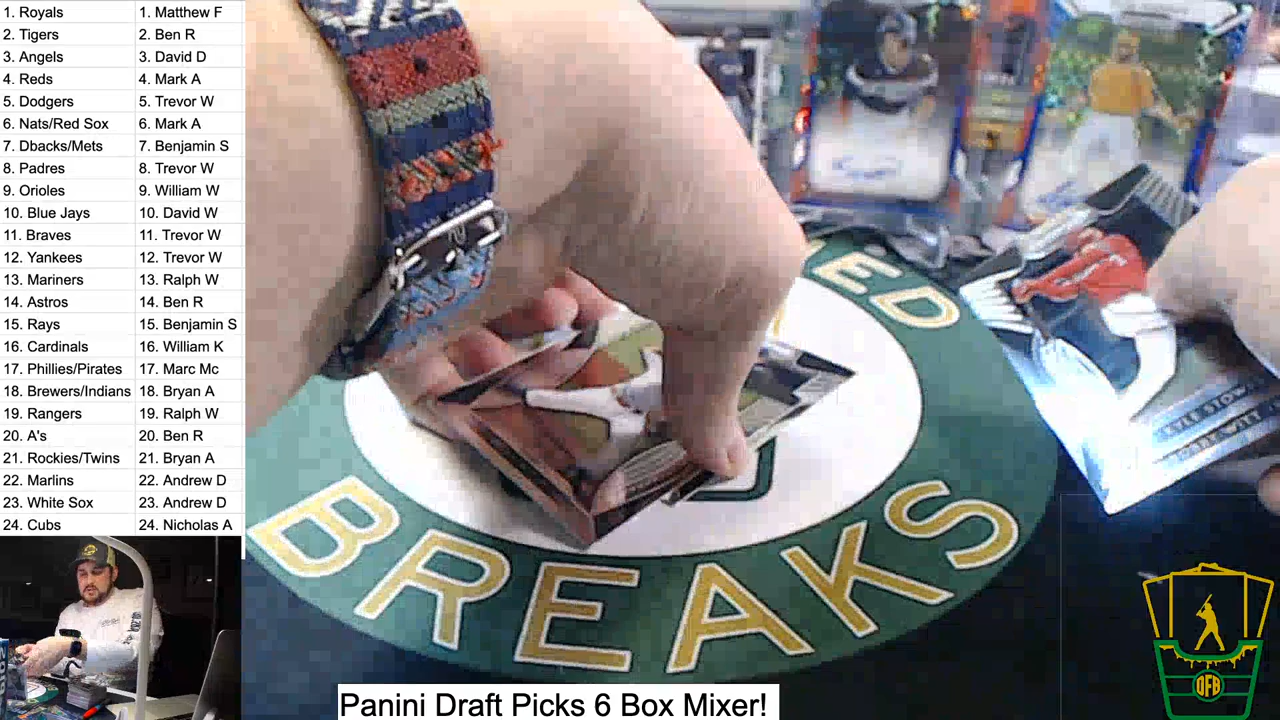 1. Royals 1. Matthew F
2. Tigers 2. Ben R
3. Angels 3. David D
4. Reds 4. Mark A
5. Dodgers 5. Trevor W
6. Nats/Red Sox 6. Mark A
7. Dbacks/Mets 7. Benjamin S
8. Padres 8. Trevor W
9. Orioles 9. William W
10. Blue Jays 10. David W
11. Braves 11. Trevor W
12. Yankees 12. Trevor W
13. Mariners 13. Ralph W
14. Astros 14. Ben R
15. Rays 15. Benjamin S
16. Cardinals 16. William K
17. Phillies/Pirates 17. Marc Mc
18. Brewers/Indians 18. Bryan A
19. Rangers 19. Ralph W
20. A's 20. Ben R
21. Rockies/Twins 21. Bryan A
22. Marlins 22. Andrew D
23. White Sox 23. Andrew D
24. Cubs 24. Nicholas A
BREAKS
KYLE
BOBBY WITT
DFB
Panini Draft Picks 6 Box Mixer!